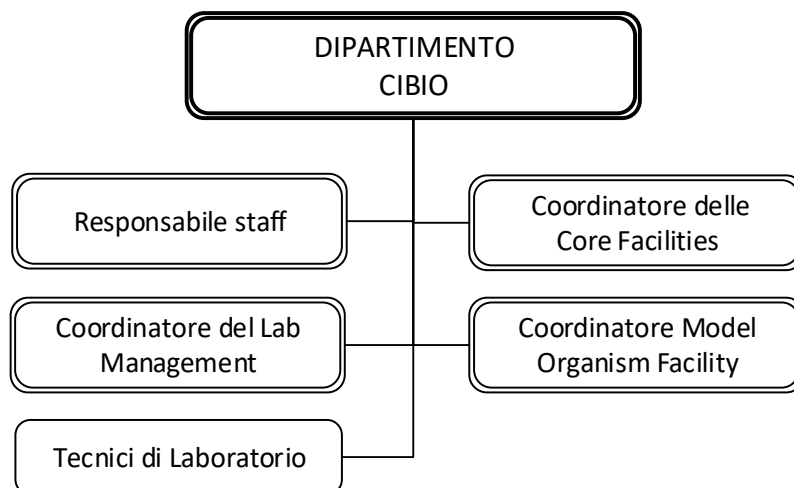 DIPARTIMENTO
CIBIO
Responsabile staff
Coordinatore delle
Core Facilities
Coordinatore del Lab
Management
Coordinatore Model
Organism Facility
Tecnici di Laboratorio